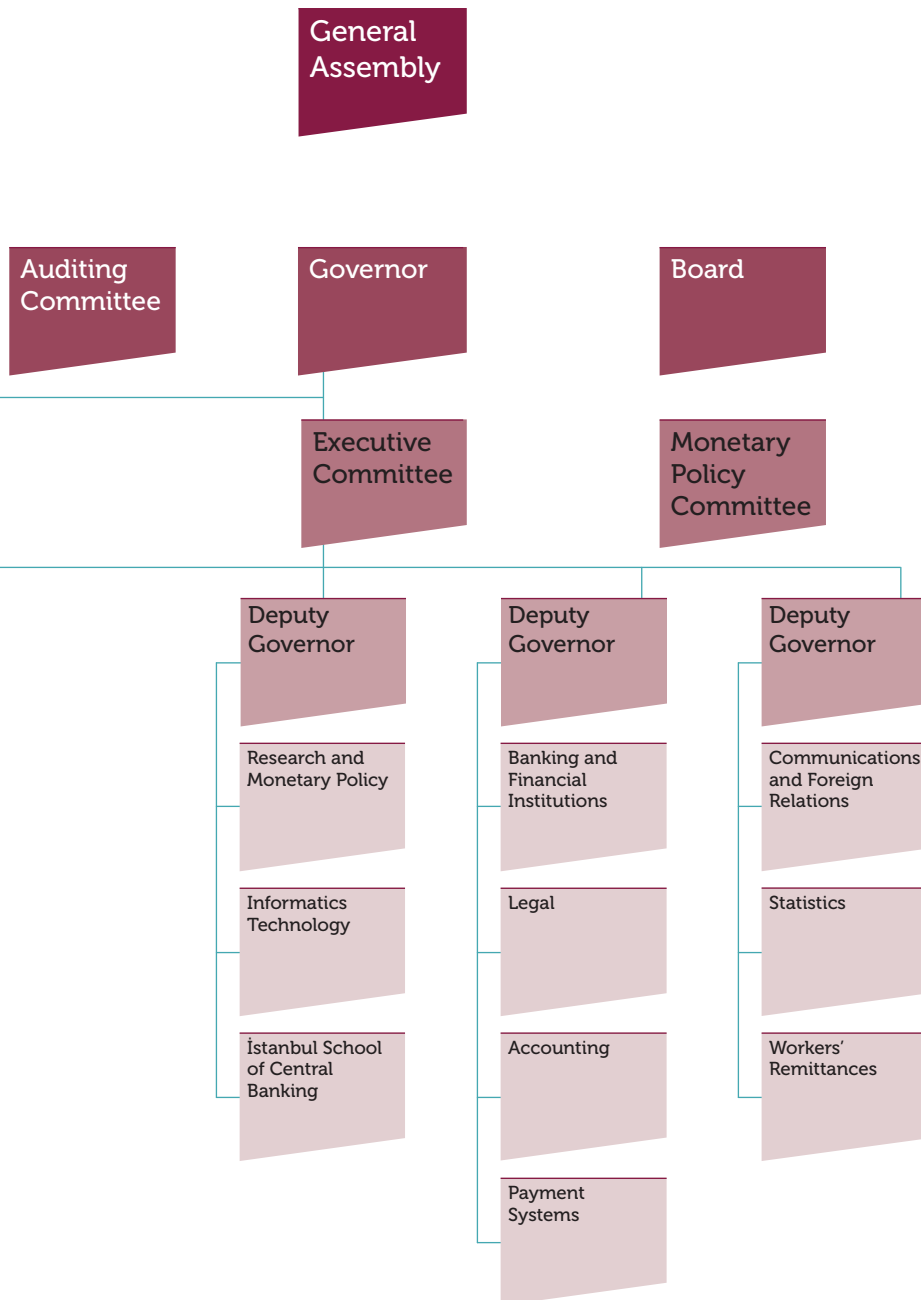 General
Assembly
Auditing
Committee
Governor
Board
Executive
Committee
Monetary
Policy
Committee
Deputy
Governor
Deputy
Governor
Deputy
Governor
Research and
Monetary Policy
Banking and
Financial
Institutions
Communications
and Foreign
Relations
Informatics
Technology
Legal
Statistics
İstanbul School
of Central
Banking
Accounting
Workers’
Remittances
Payment
Systems